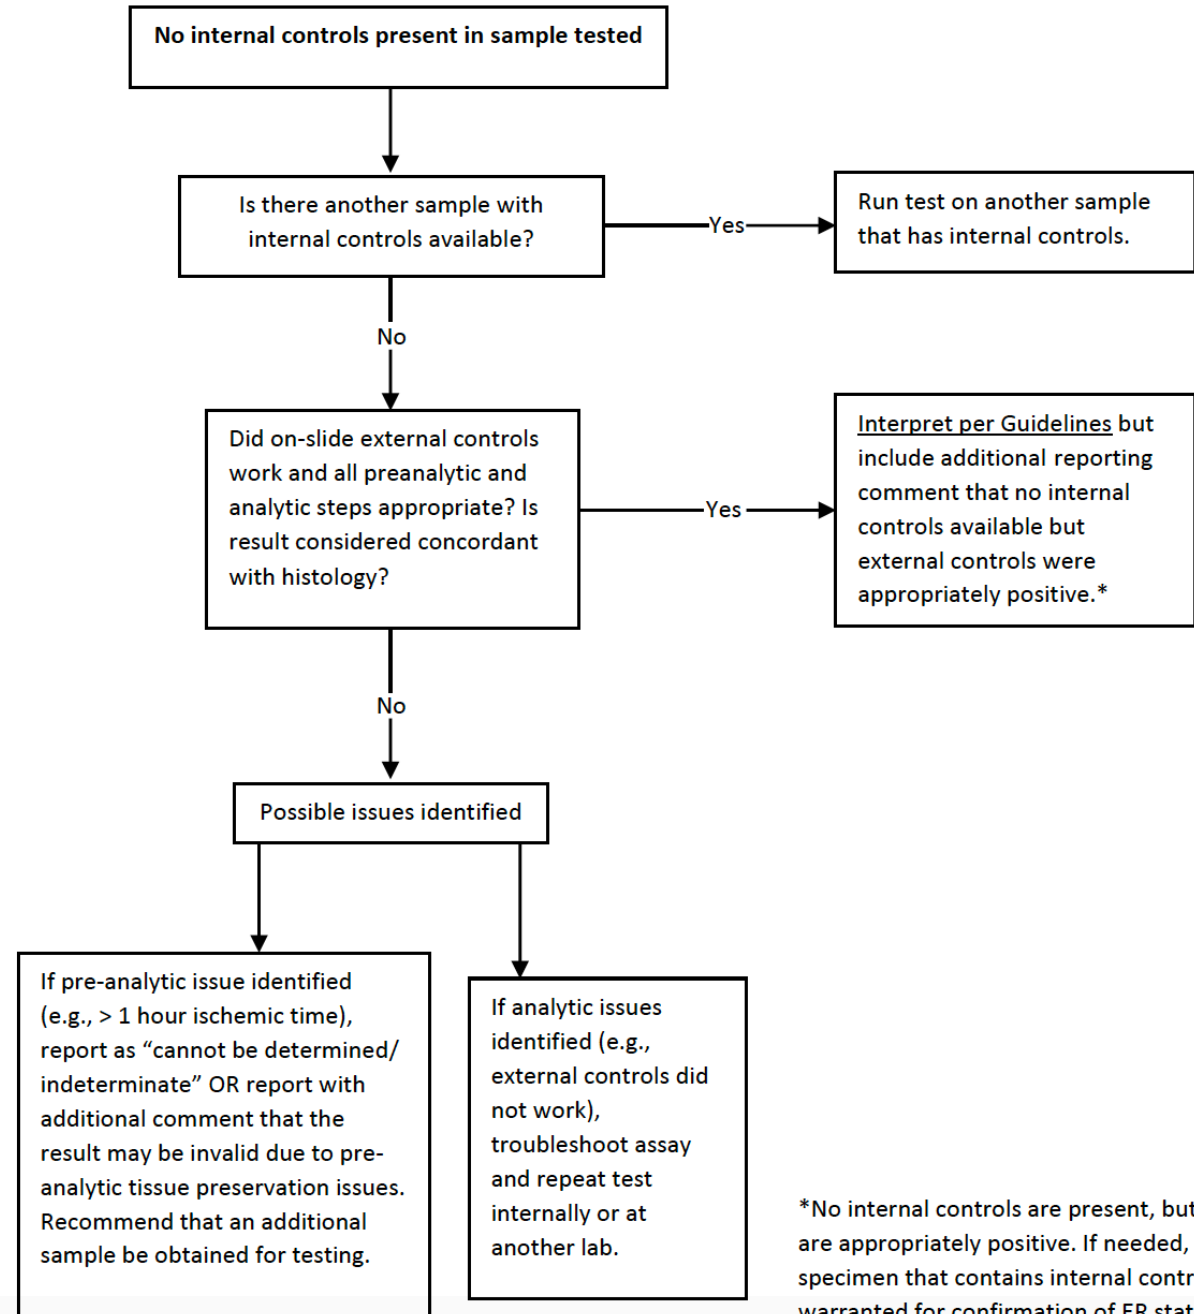 No internal controls present in sample tested
Is there another sample with
internal controls available?
Yes
Run test on another sample
that has internal controls.
No
Did on-slide external controls
work and all preanalytic and
analytic steps appropriate? Is
result considered concordant
with histology?
Yes
Interpret per Guidelines but
include additional reporting
comment that no internal
controls available but
external controls were
appropriately positive.*
No
Possible issues identified
If pre-analytic issue identified
(e.g., > 1 hour ischemic time),
report as “cannot be determined/
indeterminate” OR report with
additional comment that the
result may be invalid due to pre-
analytic tissue preservation issues.
Recommend that an additional
sample be obtained for testing.
If analytic issues
identified (e.g.,
external controls did
not work),
troubleshoot assay
and repeat test
internally or at
another lab.
*No internal controls are present, but
are appropriately positive. If needed,
specimen that contains internal contr
warranted for confirmation of ER stat